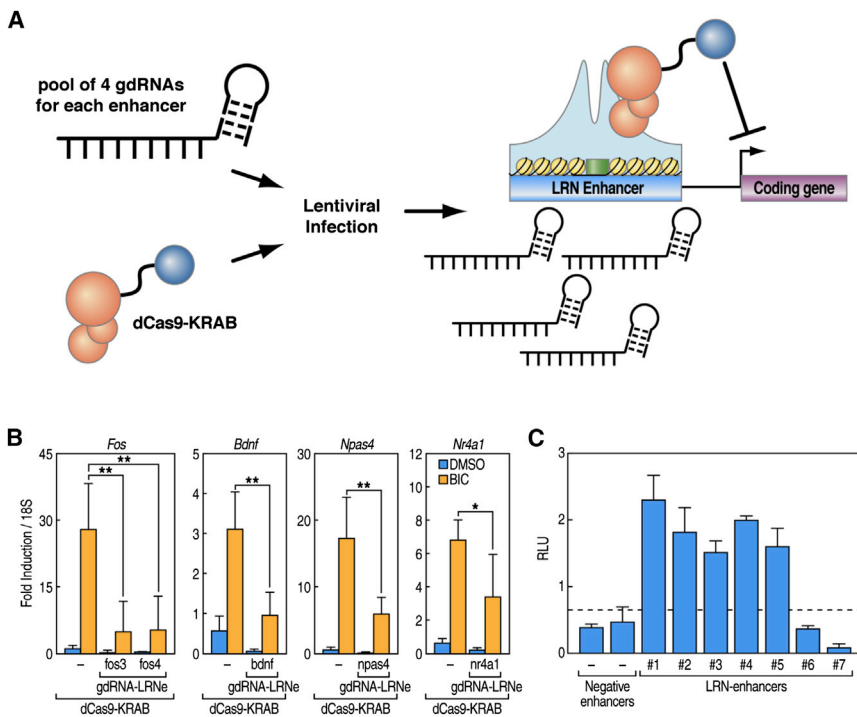 A
pool of 4 gdRNAs
for each enhancer
Lentiviral
Infection
dCas9-KRAB
LRN Enhancer
Coding gene
B
Fos
Bdnf
Npas4
Nr4a1
Fold Induction / 18S
45
30
15
0
**
**
–
fos3
fos4
gdRNA-LRNe
dCas9-KRAB
5
4
3
2
1
0
**
–
bdnf
gdRNA-LRNe
dCas9-KRAB
30
20
10
0
**
–
npas4
gdRNA-LRNe
dCas9-KRAB
12
10
8
6
4
2
0
DMSO
BIC
*
–
nr4a1
gdRNA-LRNe
dCas9-KRAB
C
RLU
3
2
1
0
–
–
#1
#2
#3
#4
#5
#6
#7
Negative
enhancers
LRN-enhancers